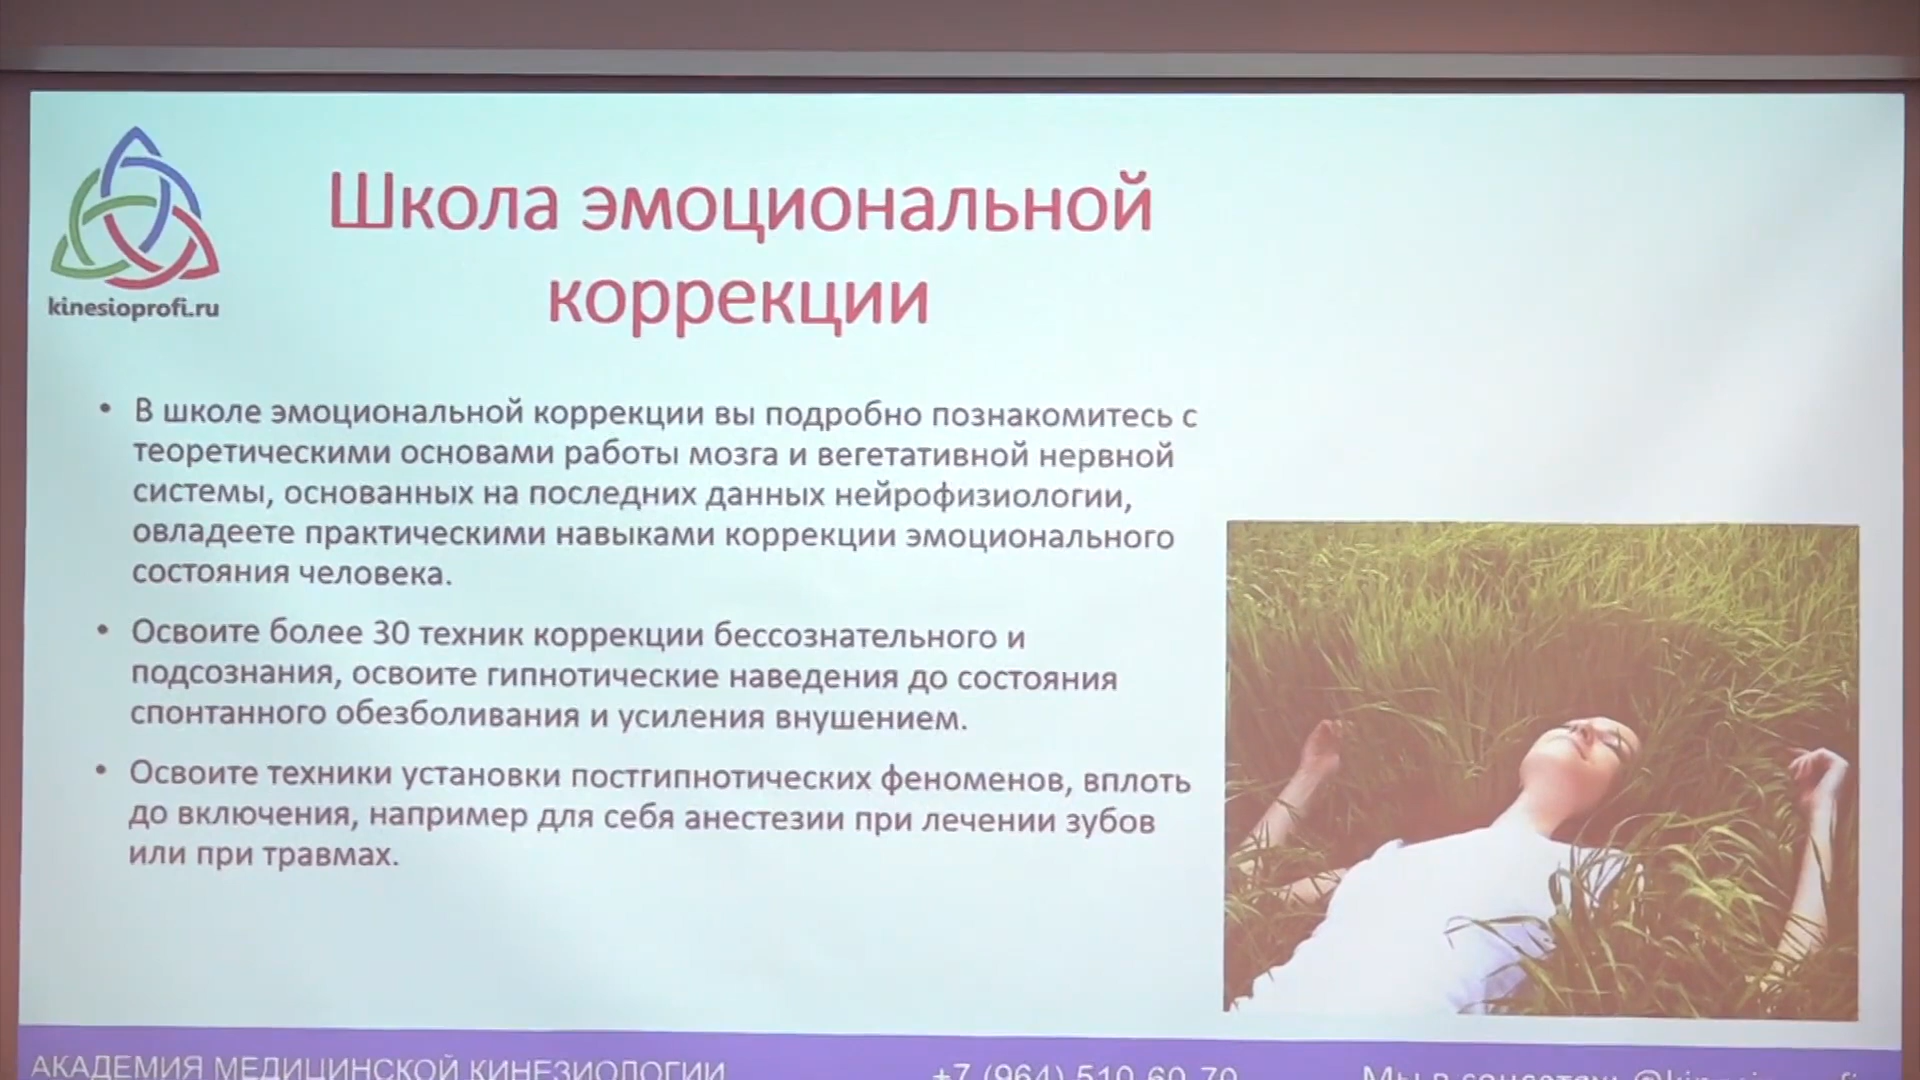 kinesioprofi.ru
Школа эмоциональной
коррекции
• В школе эмоциональной коррекции вы подробно познакомитесь с
теоретическими основами работы мозга и вегетативной нервной
системы, основанных на последних данных нейрофизиологии,
овладеете практическими навыками коррекции эмоционального
состояния человека.
• Освоите более 30 техник коррекции бессознательного и
подсознания, освоите гипнотические наведения до состояния
спонтанного обезболивания и усиления внушением.
• Освоите техники установки постгипнотических феноменов, вплоть
до включения, например для себя анестезии при лечении зубов
или при травмах.
АКАДЕМИЯ МЕДИЦИНСКОЙ КИНЕЗИОЛОГИИ
+7 (964) 510-60-70
Мы в соцсетях: